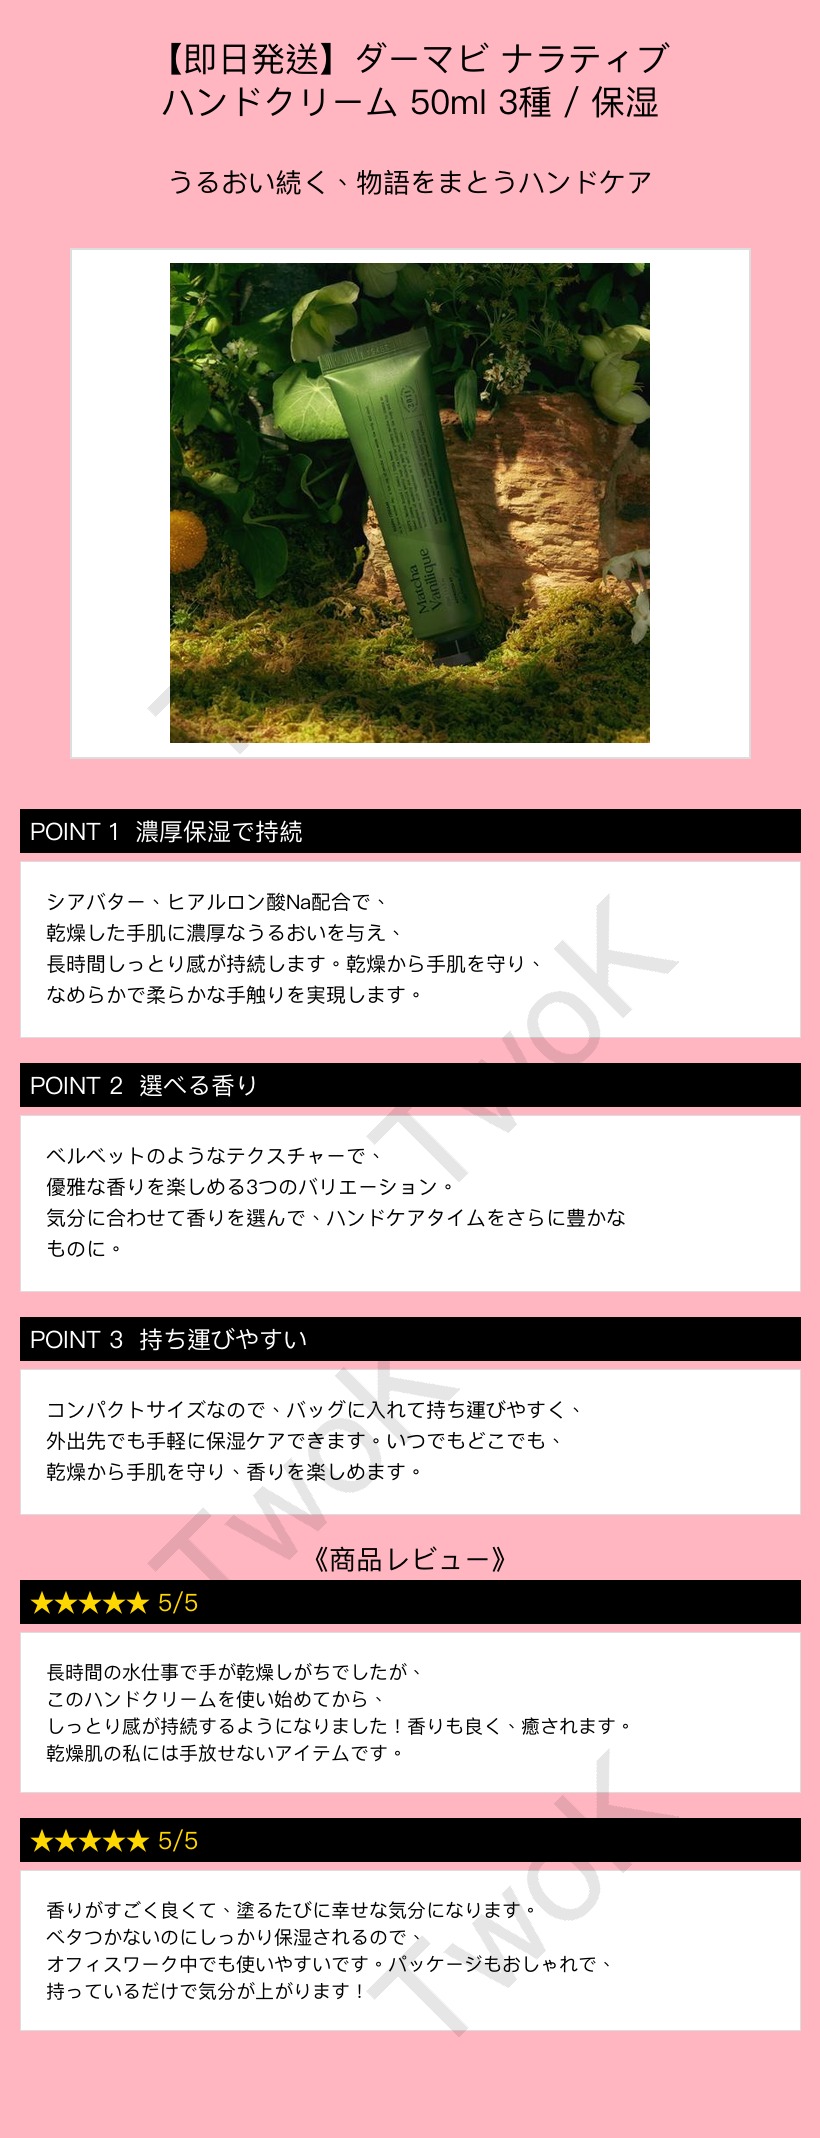 【即日発送】ダーマビ ナラティブ
ハンドクリーム 50ml 3種 / 保湿
うるおい続く、物語をまとうハンドケア
Matcha
Vanilique
POINT 1 濃厚保湿で持続
シアバター、ヒアルロン酸Na配合で、
乾燥した手肌に濃厚なうるおいを与え、
長時間しっとり感が持続します。乾燥から手肌を守り、
なめらかで柔らかな手触りを実現します。
POINT 2 選べる香り
ベルベットのようなテクスチャーで、
優雅な香りを楽しめる3つのバリエーション。
気分に合わせて香りを選んで、ハンドケアタイムをさらに豊かな
ものに。
POINT 3 持ち運びやすい
コンパクトサイズなので、バッグに入れて持ち運びやすく、
外出先でも手軽に保湿ケアできます。いつでもどこでも、
乾燥から手肌を守り、香りを楽しめます。
《商品レビュー》
★★★★★ 5/5
長時間の水仕事で手が乾燥しがちでしたが、
このハンドクリームを使い始めてから、
しっとり感が持続するようになりました！香りも良く、癒されます。
乾燥肌の私には手放せないアイテムです。
★★★★★ 5/5
香りがすごく良くて、塗るたびに幸せな気分になります。
ベタつかないのにしっかり保湿されるので、
オフィスワーク中でも使いやすいです。パッケージもおしゃれで、
持っているだけで気分が上がります！
TwoK
TwoK
TwoK